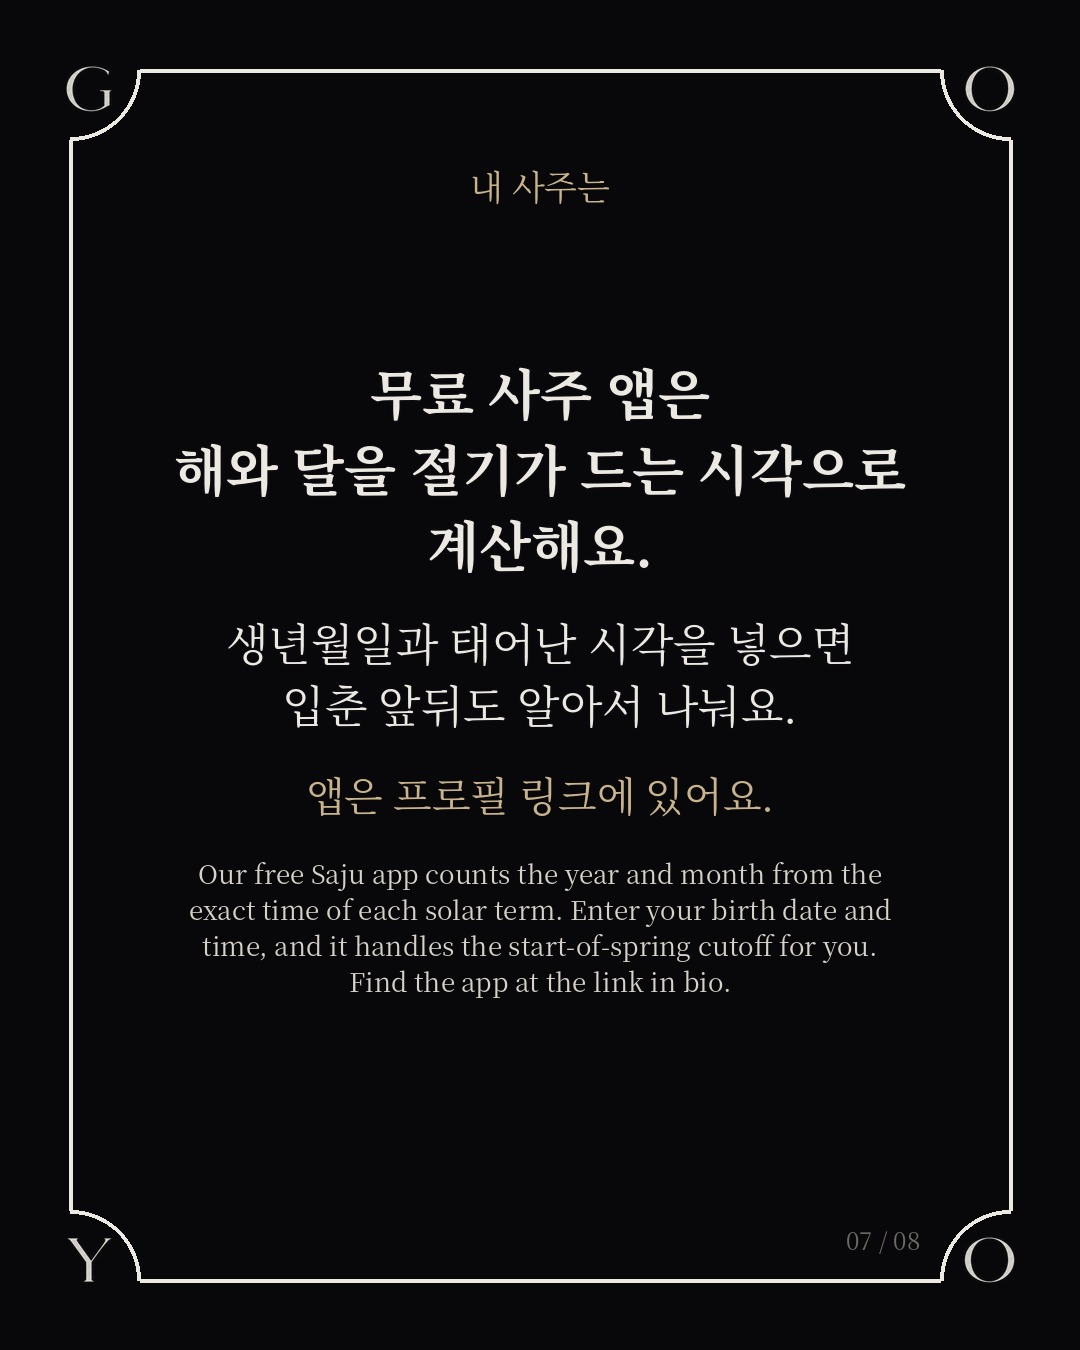 G O
내 사주는
무료 사주 앱은
해와 달을 절기가 드는 시각으로
계산해요.
생년월일과 태어난 시각을 넣으면
입춘 앞뒤도 알아서 나눠요.
앱은 프로필 링크에 있어요.
Our free Saju app counts the year and month from the
exact time of each solar term. Enter your birth date and
time, and it handles the start-of-spring cutoff for you.
Find the app at the link in bio.
07 / 08
Y O